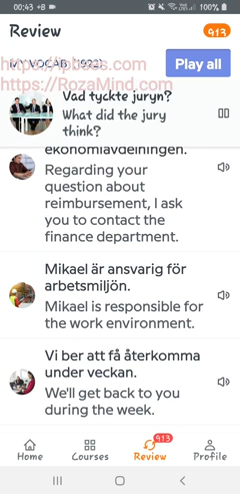 00:43 +B
100%
Review
913
MY VOCAB (1922)
Play all
https://RozaMind.com
Vad tyckte juryn?
What did the jury
think?
ekonomiavdelningen.
Regarding your
question about
reimbursement, I ask
you to contact the
finance department.
Mikael är ansvarig för
arbetsmiljön.
Mikael is responsible for
the work environment.
Vi ber att få återkomma
under veckan.
We'll get back to you
during the week.
913
Home
Courses
Review
Profile